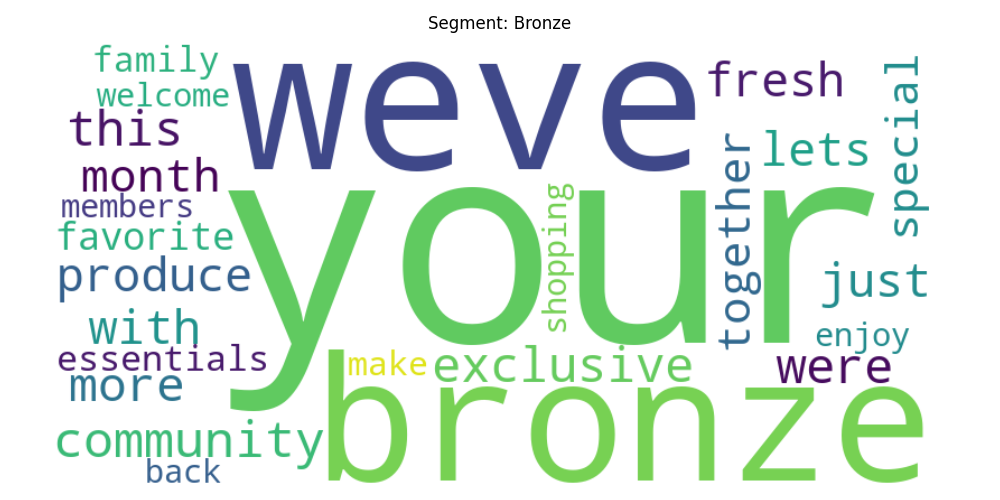 Segment: Bronze
family
welcome
this
month
members
favorite
produce
with
essentials
more
community
back
weve
your
bronze
shopping
make
exclusive
fresh
lets
together
special
just
enjoy
were